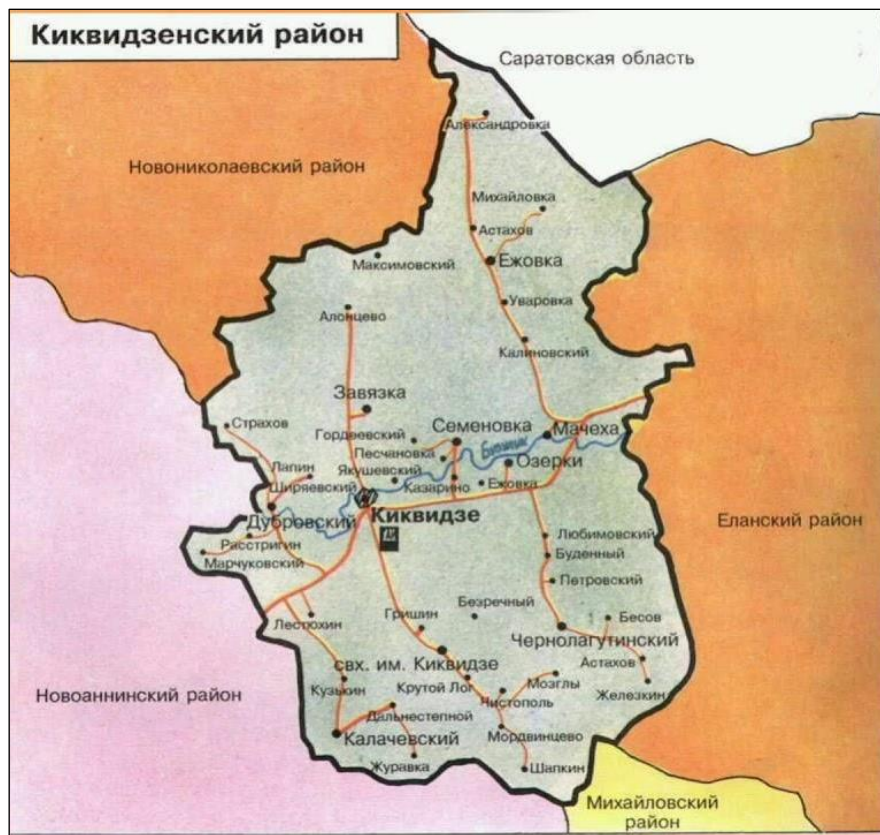 Киквидзенский район
Саратовская область
Александровка
Новониколаевский район
Михайловка
Астахов
Максимовский
Ежовка
Уваровка
Алонцево
Калиновский
Завязка
Страхов
Гордеевский
Семеновка
Мачеха
Бузулук
Песчановка
Лапин
Якушевский
Озерки
Ширяевский
Казарино
Ежовка
Киквидзе
Дубровский
Еланский район
Любимовский
Расстригин
Буденный
Марчуковский
Петровский
Безречный
Гришин
Бесов
Лестюхин
Чернолагутинский
свх. им. Киквидзе
Астахов
Новоаннинский район
Кузькин
Крутой Лог
Мозглы
Железкин
Чистополь
Дальнестепной
Калачевский
Мордвинцево
Журавка
Шапкин
Михайловский
район